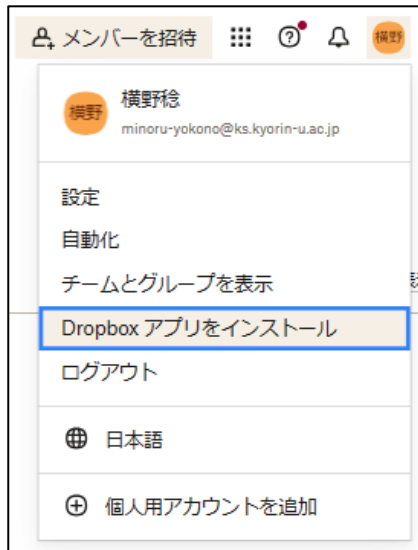 メンバーを招待
横野
横野
横野稔
minoru-yokono@ks.kyorin-u.ac.jp
設定
自動化
チームとグループを表示
Dropbox アプリをインストール
ログアウト
日本語
個人用アカウントを追加